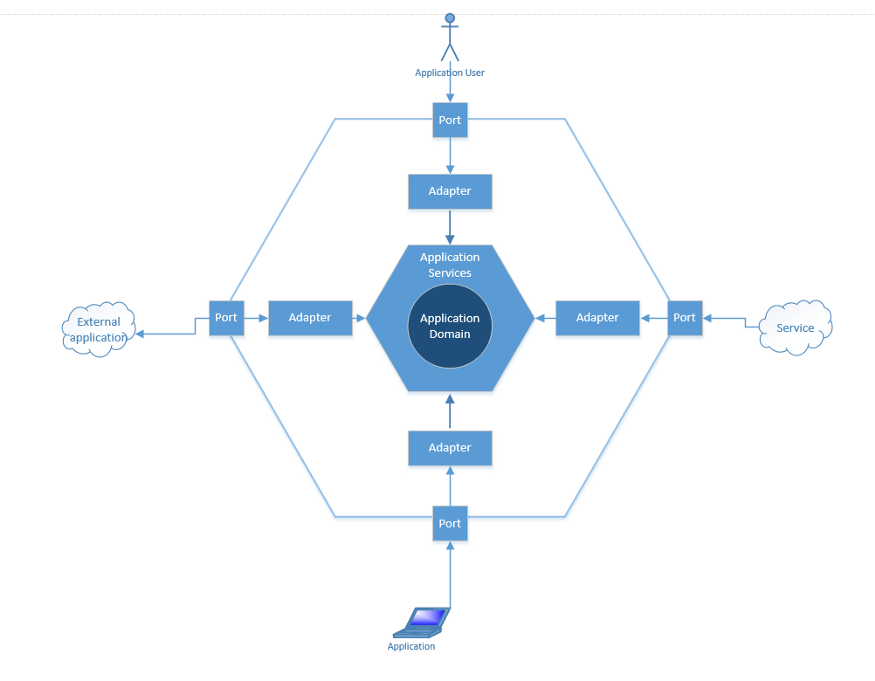 Application User
Port
Adapter
Application
Services
Port
Adapter
Application
Domain
Adapter
Port
External
application
Service
Adapter
Port
Application